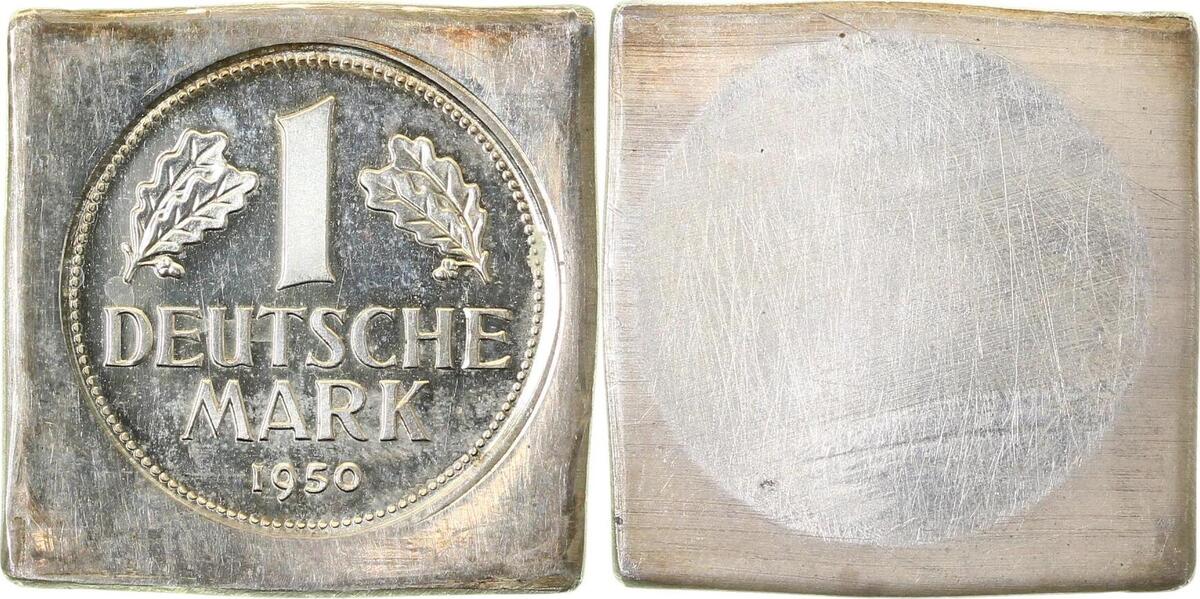 1
DEUTSCHE
MARK
1950